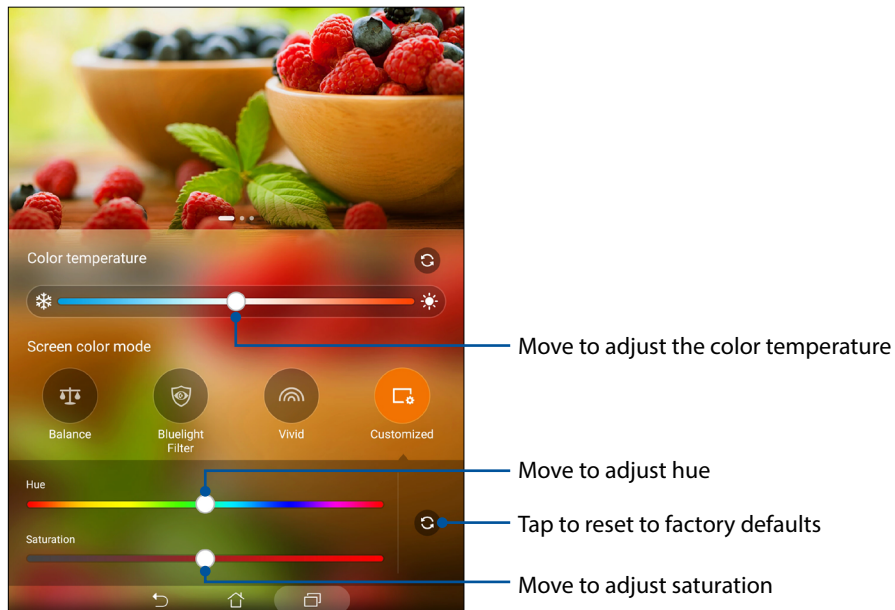 Color temperature
Move to adjust the color temperature
Screen color mode
Balance
Bluelight
Filter
Vivid
Customized
Hue
Move to adjust hue
Tap to reset to factory defaults
Saturation
Move to adjust saturation